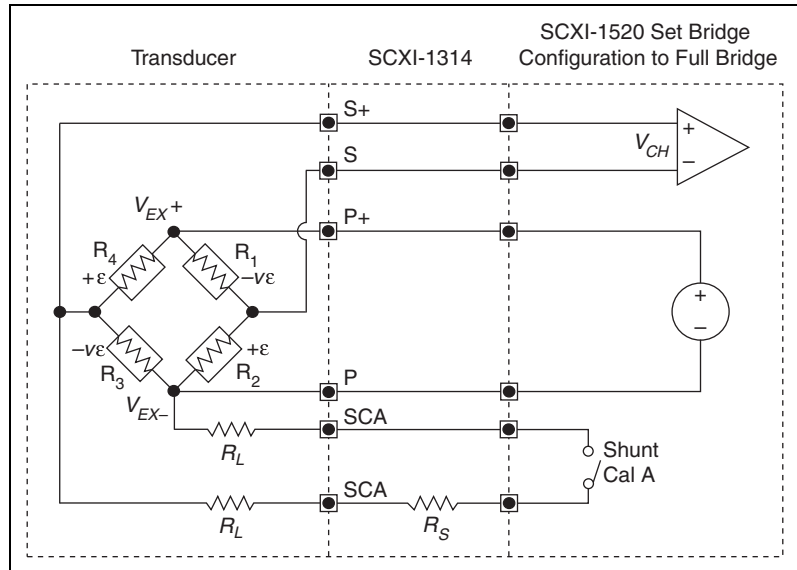 Transducer
SCXI-1314
SCXI-1520 Set Bridge
Configuration to Full Bridge
S+
S
V_CH
+
−
V_EX+
P+
R4
+ε
R1
−νε
+
−
−νε
R3
+ε
R2
V_EX−
P
SCA
R_L
Shunt
Cal A
SCA
R_L
R_S